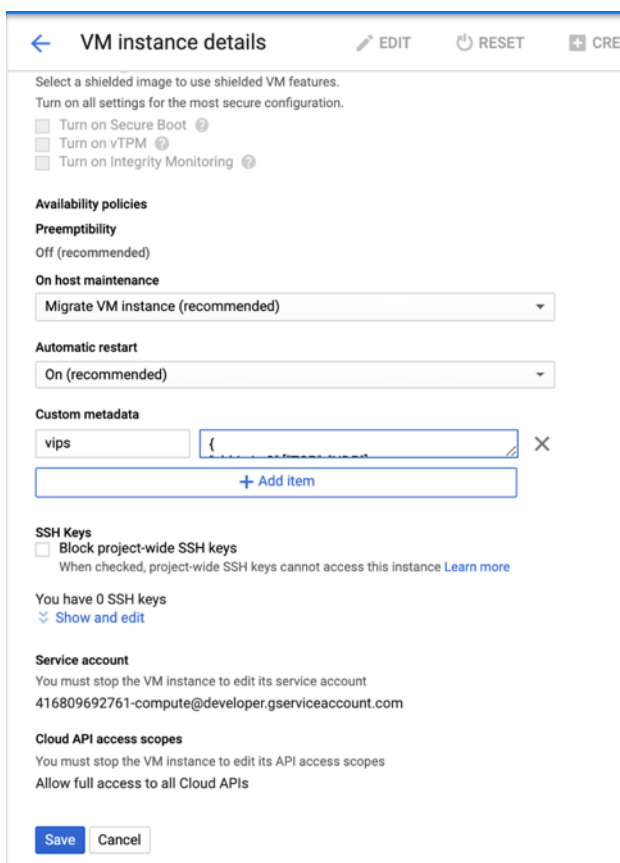 VM instance details
EDIT
RESET
CRE
Select a shielded image to use shielded VM features.
Turn on all settings for the most secure configuration.
Turn on Secure Boot
Turn on vTPM
Turn on Integrity Monitoring
Availability policies
Preemptibility
Off (recommended)
On host maintenance
Migrate VM instance (recommended)
Automatic restart
On (recommended)
Custom metadata
vips
{
+ Add item
SSH Keys
Block project-wide SSH keys
When checked, project-wide SSH keys cannot access this instance Learn more
You have 0 SSH keys
Show and edit
Service account
You must stop the VM instance to edit its service account
416809692761-compute@developer.gserviceaccount.com
Cloud API access scopes
You must stop the VM instance to edit its API access scopes
Allow full access to all Cloud APIs
Save
Cancel